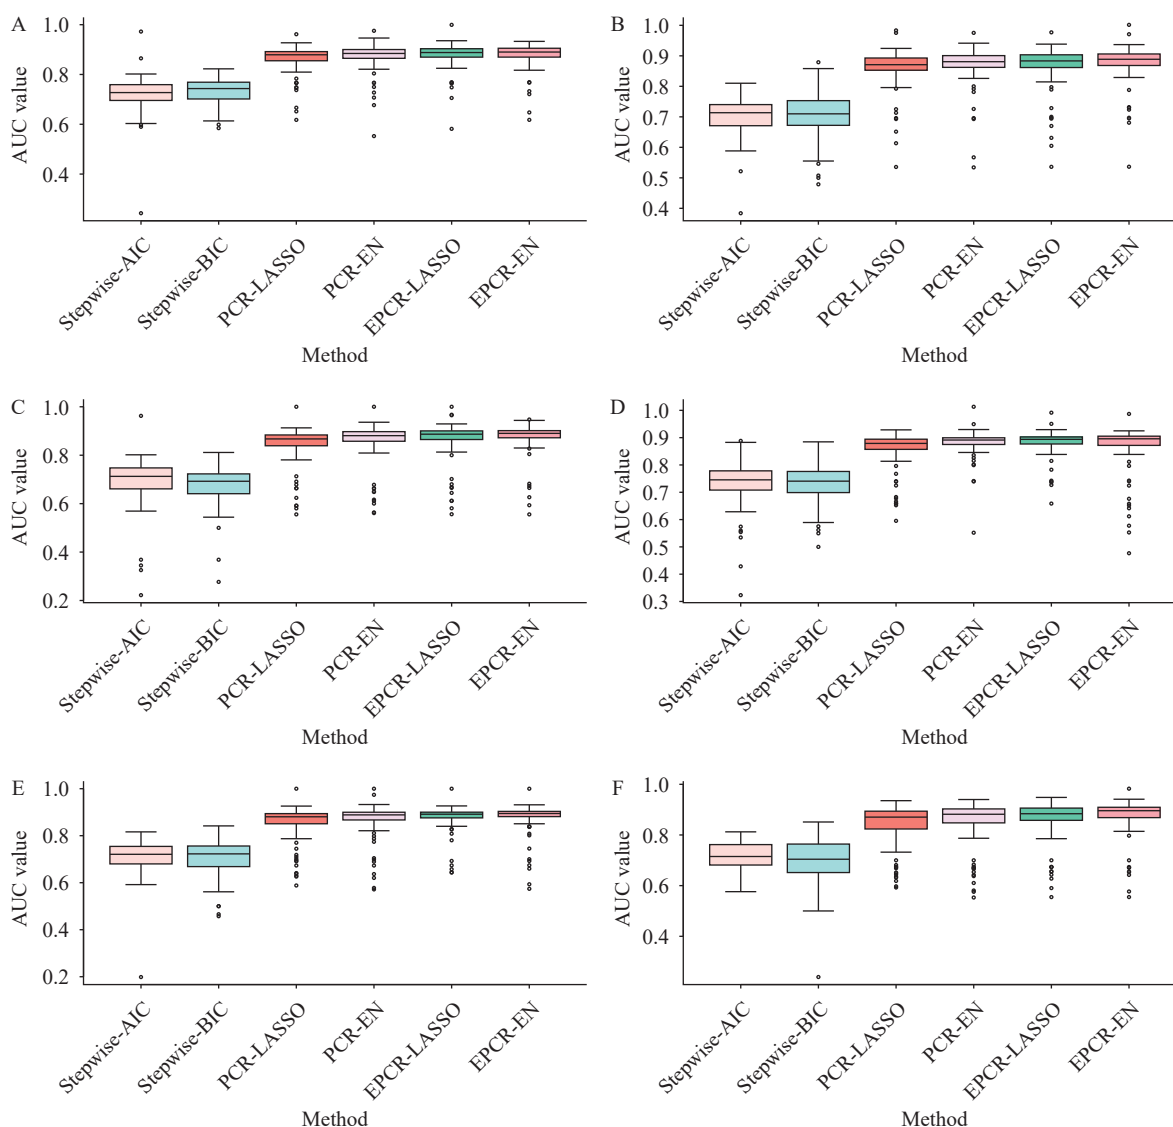 A
1.0
0.8
0.6
0.4
AUC value
Stepwise-AIC
Stepwise-BIC
PCR-LASSO
PCR-EN
EPCR-LASSO
EPCR-EN
Method
B
1.0
0.9
0.8
0.7
0.6
0.5
0.4
AUC value
Stepwise-AIC
Stepwise-BIC
PCR-LASSO
PCR-EN
EPCR-LASSO
EPCR-EN
Method
C
1.0
0.8
0.6
0.4
0.2
AUC value
Stepwise-AIC
Stepwise-BIC
PCR-LASSO
PCR-EN
EPCR-LASSO
EPCR-EN
Method
D
1.0
0.9
0.8
0.7
0.6
0.5
0.4
0.3
AUC value
Stepwise-AIC
Stepwise-BIC
PCR-LASSO
PCR-EN
EPCR-LASSO
EPCR-EN
Method
E
1.0
0.8
0.6
0.4
0.2
AUC value
Stepwise-AIC
Stepwise-BIC
PCR-LASSO
PCR-EN
EPCR-LASSO
EPCR-EN
Method
F
1.0
0.8
0.6
0.4
AUC value
Stepwise-AIC
Stepwise-BIC
PCR-LASSO
PCR-EN
EPCR-LASSO
EPCR-EN
Method